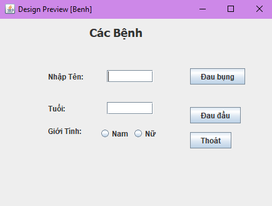 Design Preview [Benh]
Các Bệnh
Nhập Tên:
Đau bụng
Tuổi:
Đau đầu
Giới Tính:
Nam
Nữ
Thoát